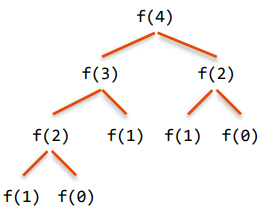 f(4)
f(3) f(2)
f(2) f(1) f(1) f(0)
f(1) f(0)